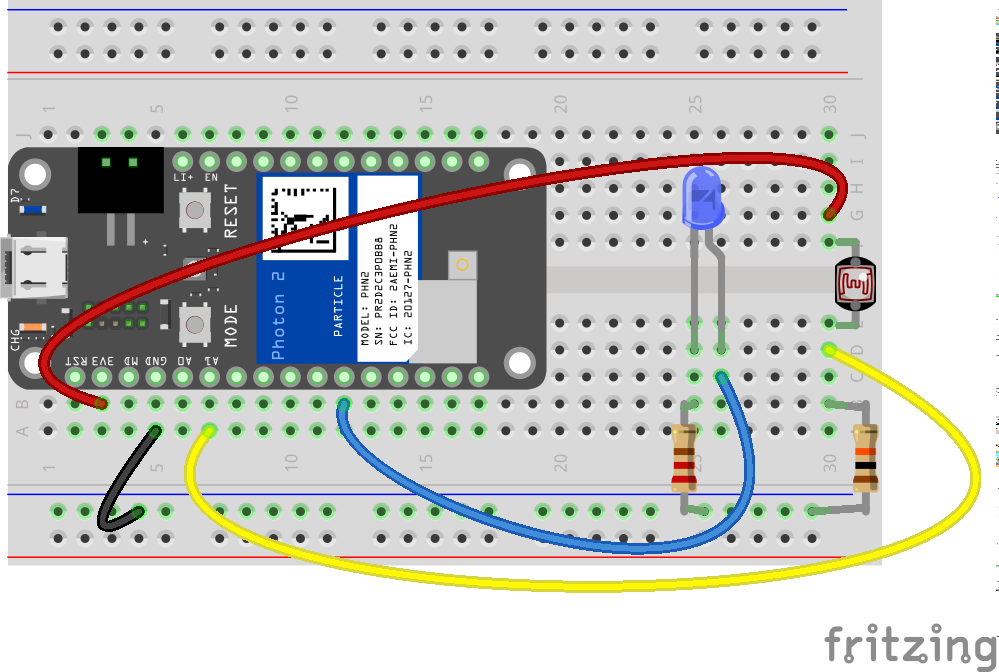 1 5 10 15 20 25 30
J J
I
H
G
LI+ EN
D7
RESET
+
Photon 2
PARTICLE
MODEL: PHN2
SN: PR2D2C3POBB8
FCC ID: 2AEMI-PHN2
IC: 20127-PHN2
MODE
CHG
RST 3V3 MD GND A0 A1
E
D
C
B
A A
1 5 10 15 20 25 30
fritzing